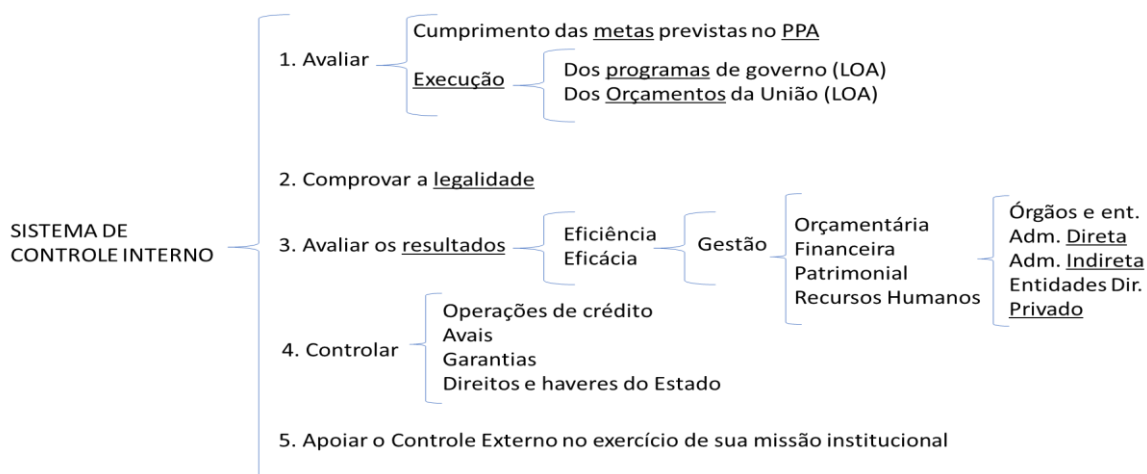 SISTEMA DE
CONTROLE INTERNO
1. Avaliar
Cumprimento das metas previstas no PPA
Execução
Dos programas de governo (LOA)
Dos Orçamentos da União (LOA)
2. Comprovar a legalidade
3. Avaliar os resultados
Eficiência
Eficácia
Gestão
Orçamentária
Financeira
Patrimonial
Recursos Humanos
Órgãos e ent.
Adm. Direta
Adm. Indireta
Entidades Dir.
Privado
4. Controlar
Operações de crédito
Avais
Garantias
Direitos e haveres do Estado
5. Apoiar o Controle Externo no exercício de sua missão institucional